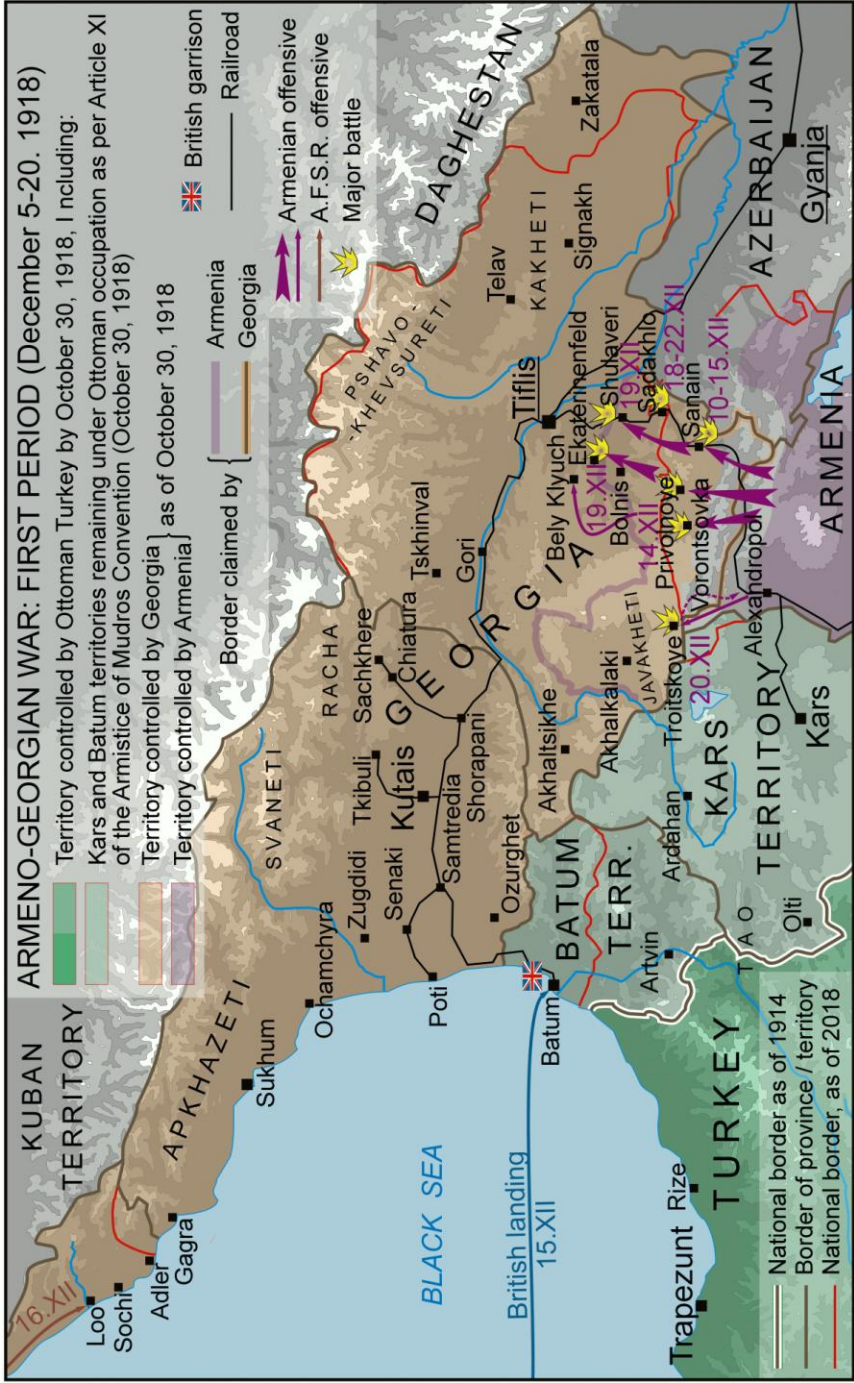 ARMENO-GEORGIAN WAR: FIRST PERIOD (December 5-20. 1918)
Territory controlled by Ottoman Turkey by October 30, 1918, I ncluding:
Kars and Batum territories remaining under Ottoman occupation as per Article XI
of the Armistice of Mudros Convention (October 30, 1918)
Territory controlled by Georgia
Territory controlled by Armenia
as of October 30, 1918
Border claimed by
Armenia
Georgia
British garrison
Railroad
Armenian offensive
A.F.S.R. offensive
Major battle
KUBAN
TERRITORY
16.XII
Loo
Sochi
Adler
Gagra
APKHAZETI
Sukhum
Ochamchyra
SVANETI
Zugdidi
Senaki
Poti
Tkibuli
Kutais
Samtredia
Shorapani
Ozurghet
RACHA
Sachkhere
Chiatura
GEORGIA
Tskhinval
Gori
PSHAVO-
-KHEVSURETI
DAGHESTAN
Telav
KAKHETI
Signakh
Zakatala
Tiflis
Bely Klyuch
Ekaterinenfeld
19.XII
Bolnis
Shulaveri
19.XII
Sadakhlo
18-22.XII
Sanain
10-15.XII
14.XII
Privolnoye
Vorontsovka
Akhaltsikhe
Akhalkalaki
JAVAKHETI
Troitskoye
20.XII
Alexandropol
ARMENIA
AZERBAIJAN
Gyanja
BLACK SEA
British landing
15.XII
Batum
BATUM
TERR.
Artvin
Ardahan
KARS
TERRITORY
Kars
TAO
Olti
TURKEY
Trapezunt
Rize
National border as of 1914
Border of province / territory
National border, as of 2018